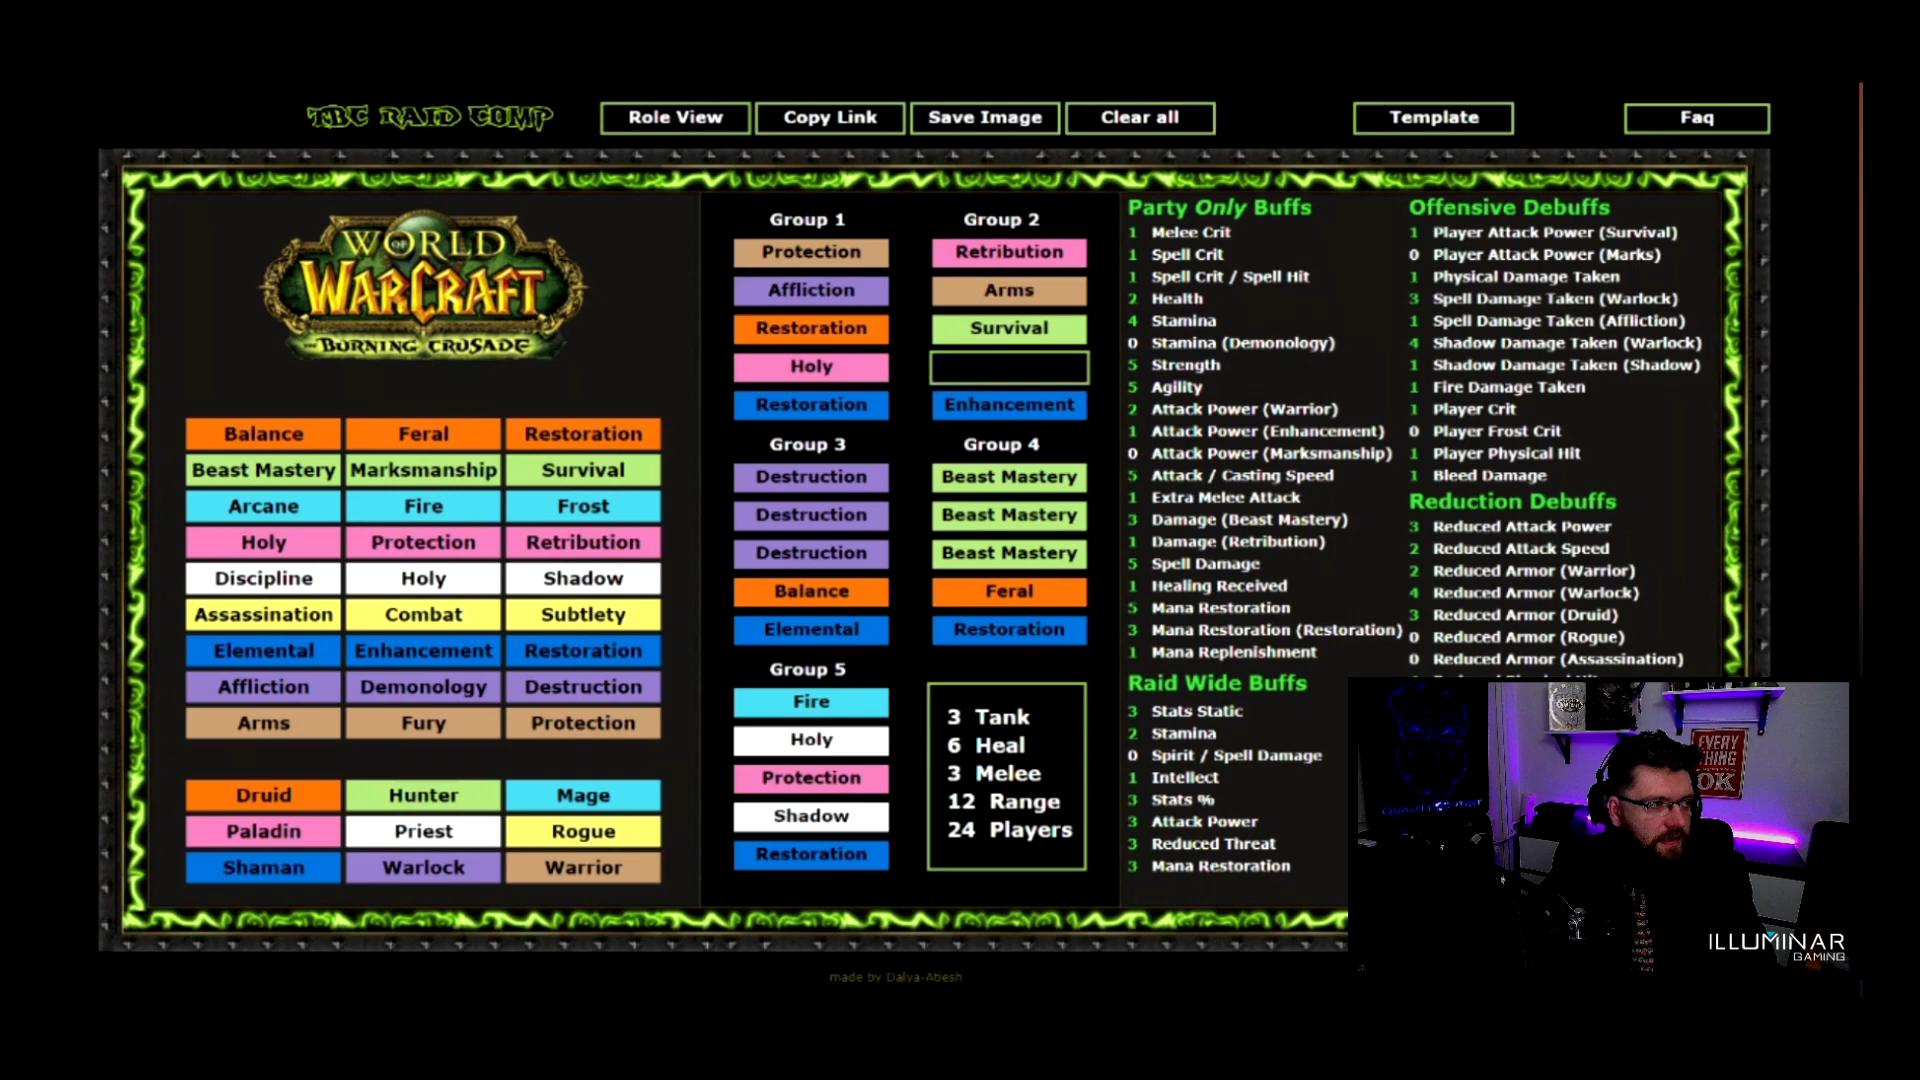 TBC RAID COMP
Role View
Copy Link
Save Image
Clear all
Template
Faq
WORLD
OF
WARCRAFT
THE BURNING CRUSADE
Balance Feral Restoration
Beast Mastery Marksmanship Survival
Arcane Fire Frost
Holy Protection Retribution
Discipline Holy Shadow
Assassination Combat Subtlety
Elemental Enhancement Restoration
Affliction Demonology Destruction
Arms Fury Protection
Druid Hunter Mage
Paladin Priest Rogue
Shaman Warlock Warrior
Group 1
Protection
Affliction
Restoration
Holy
Restoration
Group 2
Retribution
Arms
Survival
Enhancement
Group 3
Destruction
Destruction
Destruction
Balance
Elemental
Group 4
Beast Mastery
Beast Mastery
Beast Mastery
Feral
Restoration
Group 5
Fire
Holy
Protection
Shadow
Restoration
3 Tank
6 Heal
3 Melee
12 Range
24 Players
Party Only Buffs
1 Melee Crit
1 Spell Crit
1 Spell Crit / Spell Hit
2 Health
4 Stamina
0 Stamina (Demonology)
5 Strength
5 Agility
2 Attack Power (Warrior)
1 Attack Power (Enhancement)
0 Attack Power (Marksmanship)
5 Attack / Casting Speed
1 Extra Melee Attack
3 Damage (Beast Mastery)
1 Damage (Retribution)
5 Spell Damage
1 Healing Received
5 Mana Restoration
3 Mana Restoration (Restoration)
1 Mana Replenishment
Raid Wide Buffs
3 Stats Static
2 Stamina
0 Spirit / Spell Damage
1 Intellect
3 Stats %
3 Attack Power
3 Reduced Threat
3 Mana Restoration
Offensive Debuffs
1 Player Attack Power (Survival)
0 Player Attack Power (Marks)
1 Physical Damage Taken
3 Spell Damage Taken (Warlock)
1 Spell Damage Taken (Affliction)
4 Shadow Damage Taken (Warlock)
1 Shadow Damage Taken (Shadow)
1 Fire Damage Taken
1 Player Crit
0 Player Frost Crit
1 Player Physical Hit
1 Bleed Damage
Reduction Debuffs
3 Reduced Attack Power
2 Reduced Attack Speed
2 Reduced Armor (Warrior)
4 Reduced Armor (Warlock)
3 Reduced Armor (Druid)
0 Reduced Armor (Rogue)
0 Reduced Armor (Assassination)
EVERY
THING
OK
ILLUMINAR
GAMING
made by Dalya-Atiesh